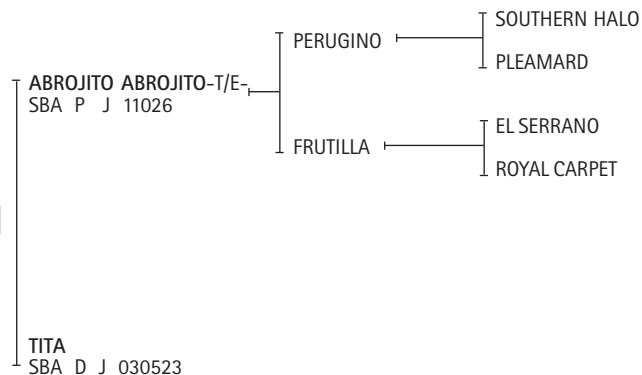 SOUTHERN HALO
PERUGINO
PLEAMARD
ABROJITO ABROJITO-T/E-
SBA P J 11026
EL SERRANO
FRUTILLA
ROYAL CARPET
TITA
SBA D J 030523